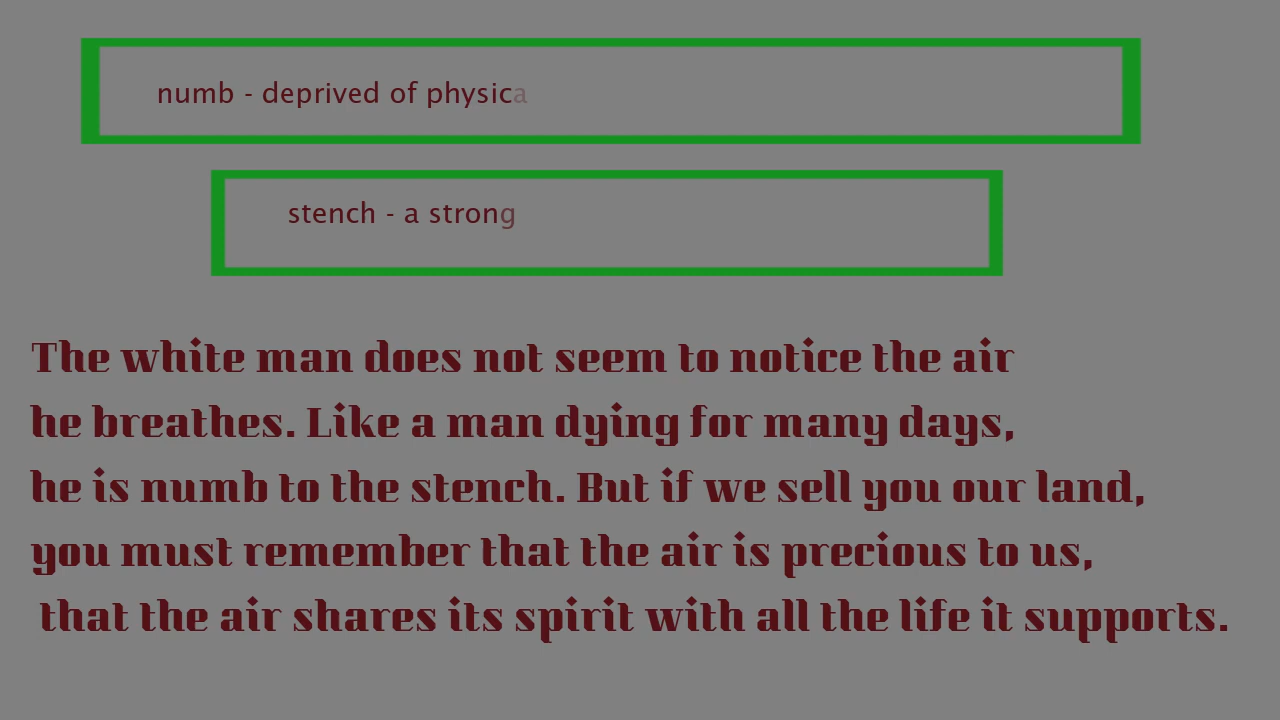 numb - deprived of physica
stench - a strong
The white man does not seem to notice the air
he breathes. Like a man dying for many days,
he is numb to the stench. But if we sell you our land,
you must remember that the air is precious to us,
that the air shares its spirit with all the life it supports.